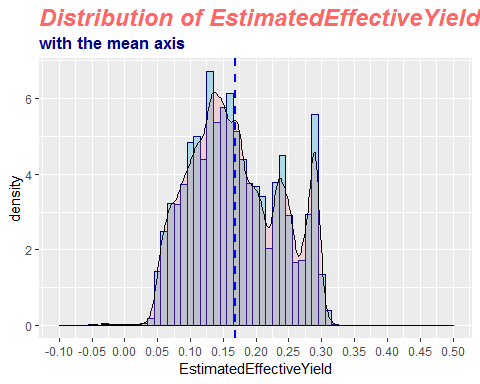 Distribution of EstimatedEffectiveYield
with the mean axis
density
6
4
2
0
-0.10 -0.05 0.00 0.05 0.10 0.15 0.20 0.25 0.30 0.35 0.40 0.45 0.50
EstimatedEffectiveYield